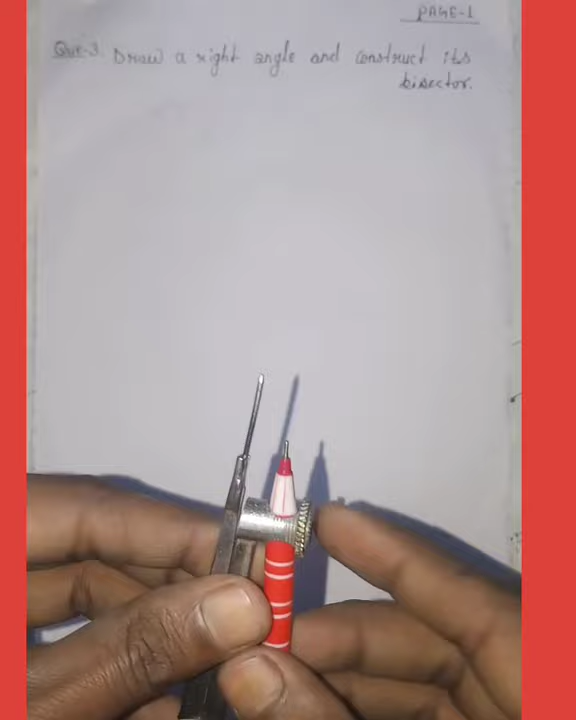 PAGE-1
Que-3. Draw a right angle and construct its
bisector.